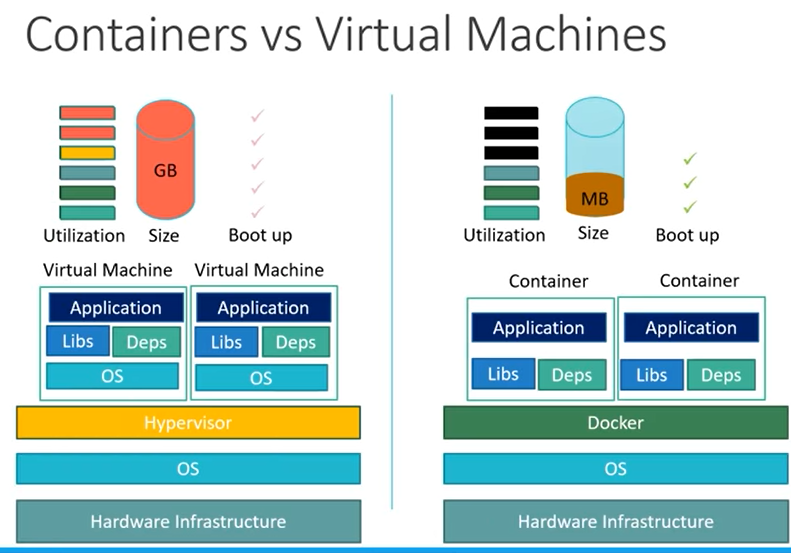 Containers vs Virtual Machines
GB
Utilization Size Boot up
Virtual Machine Virtual Machine
Application Application
Libs Deps Libs Deps
OS OS
Hypervisor
OS
Hardware Infrastructure
MB
Utilization Size Boot up
Container Container
Application Application
Libs Deps Libs Deps
Docker
OS
Hardware Infrastructure